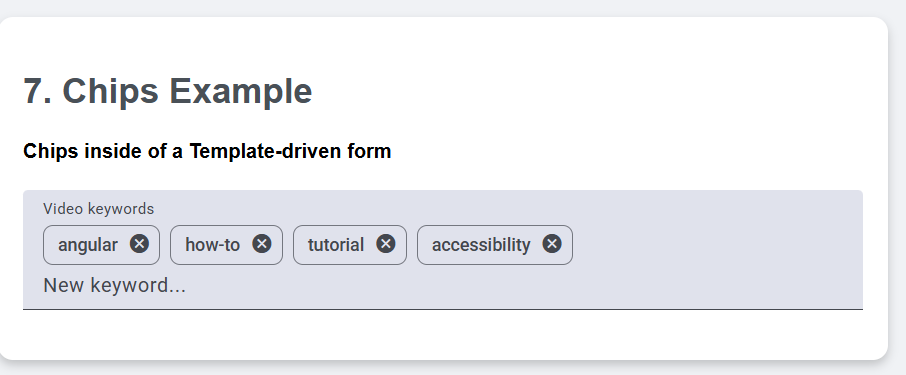 7. Chips Example
Chips inside of a Template-driven form
Video keywords
angular how-to tutorial accessibility
New keyword...